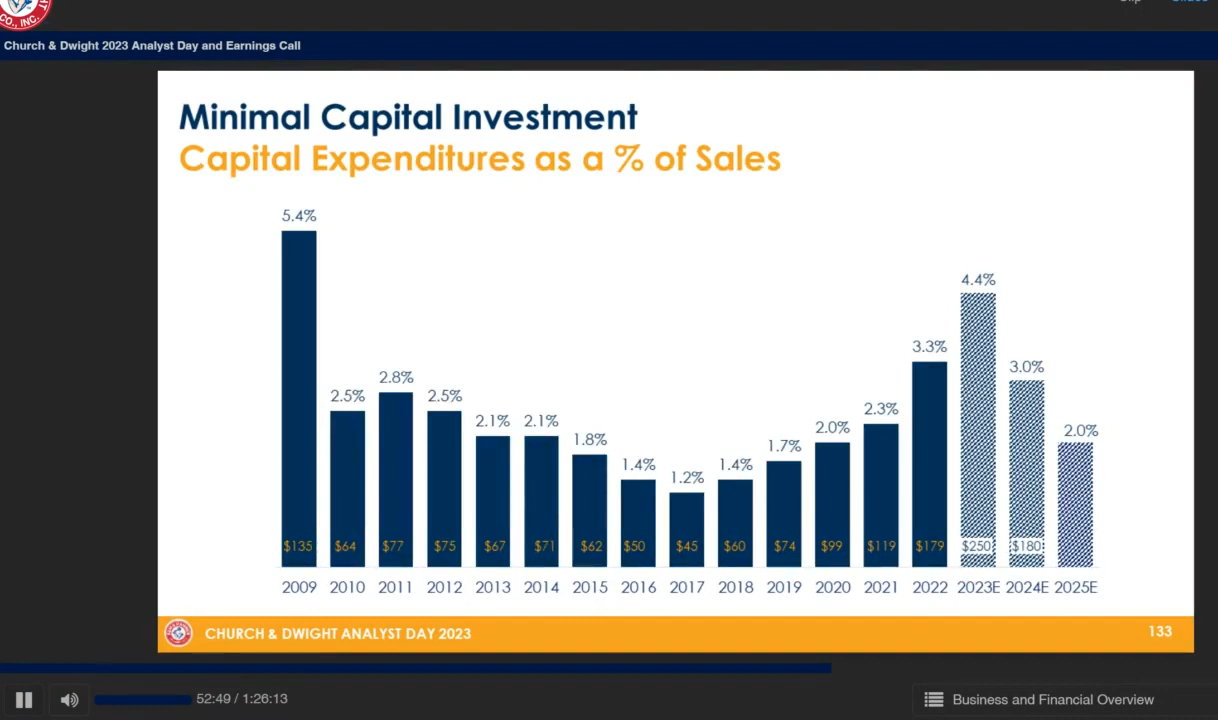 CO., INC.
Church & Dwight 2023 Analyst Day and Earnings Call
Minimal Capital Investment
Capital Expenditures as a % of Sales
5.4%
4.4%
3.3%
3.0%
2.8%
2.5%
2.5%
2.1%
2.1%
1.8%
1.4%
1.2%
1.4%
1.7%
2.0%
2.3%
2.0%
$135 $64 $77 $75 $67 $71 $62 $50 $45 $60 $74 $99 $119 $179 $250 $180
2009 2010 2011 2012 2013 2014 2015 2016 2017 2018 2019 2020 2021 2022 2023E 2024E 2025E
CHURCH & DWIGHT ANALYST DAY 2023
133
52:49 / 1:26:13
Business and Financial Overview